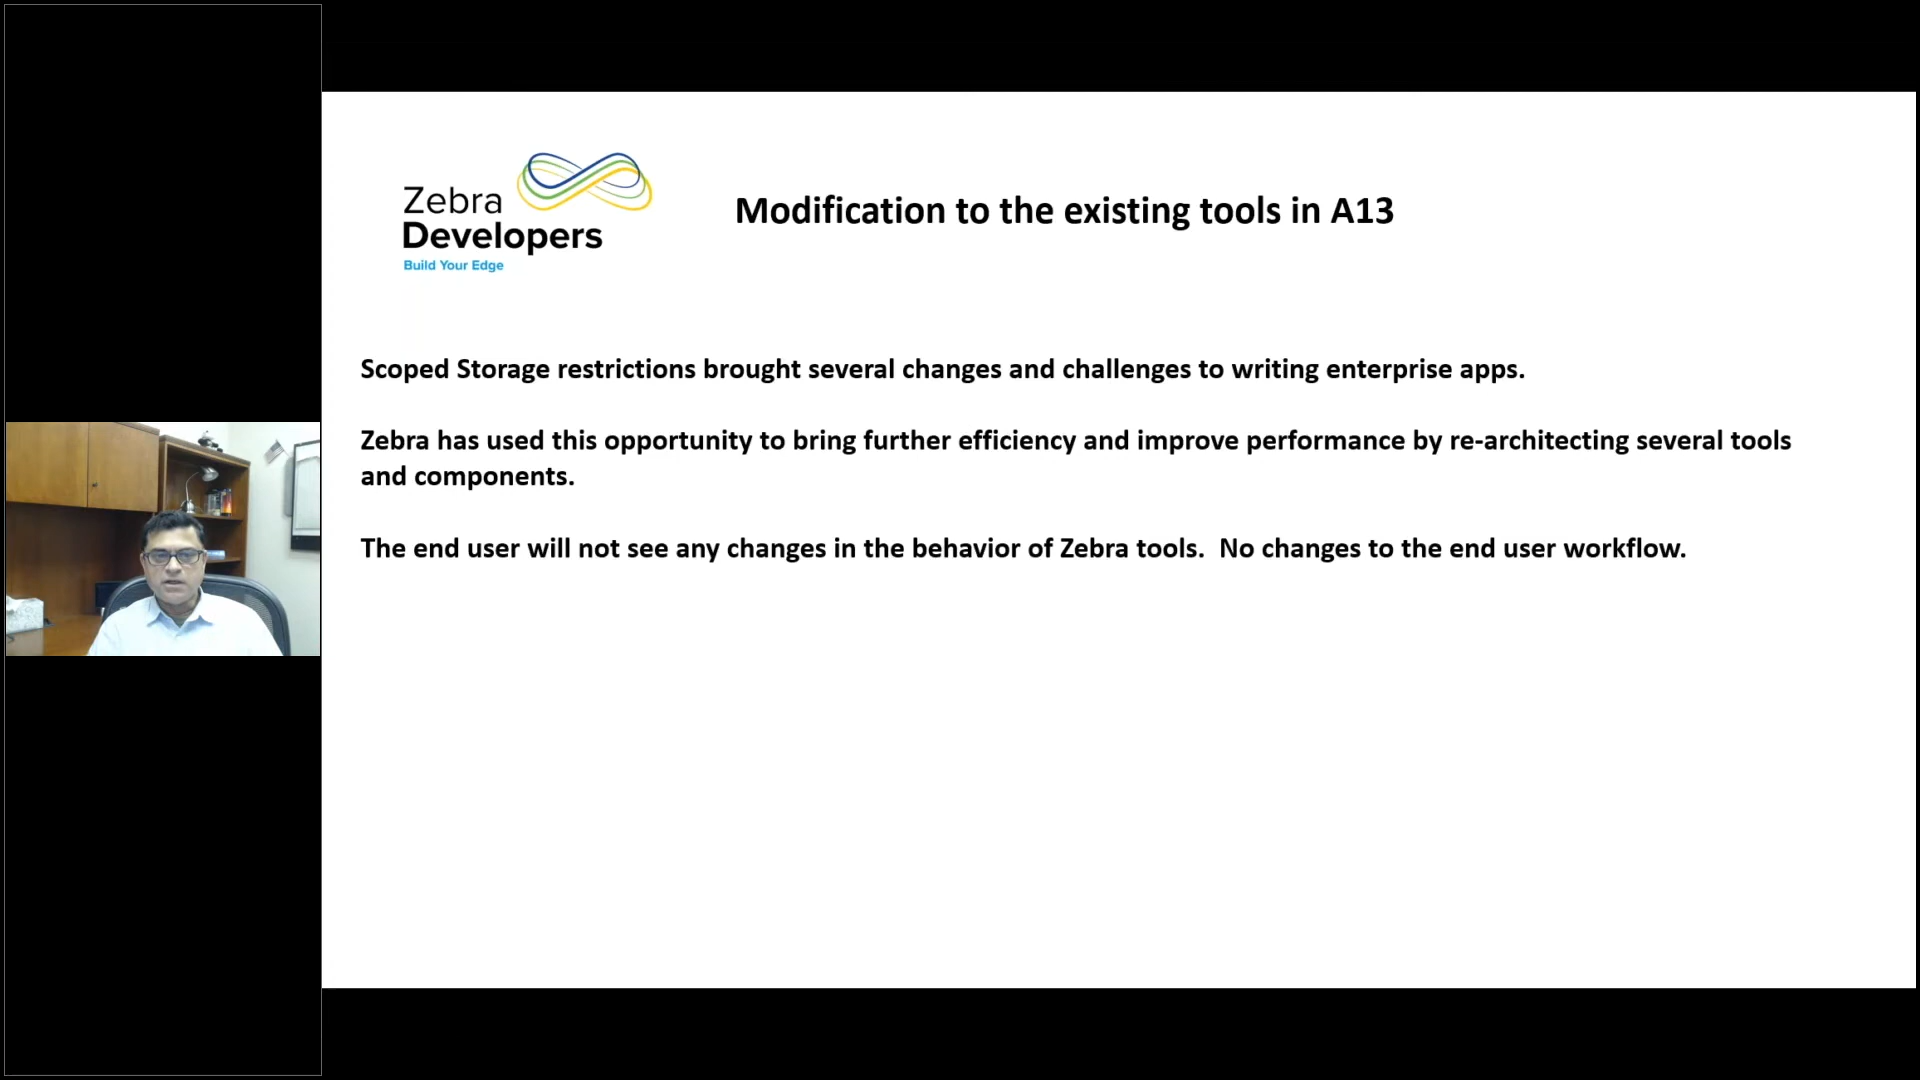 Zebra
Developers
Build Your Edge
Modification to the existing tools in A13
Scoped Storage restrictions brought several changes and challenges to writing enterprise apps.
Zebra has used this opportunity to bring further efficiency and improve performance by re-architecting several tools
and components.
The end user will not see any changes in the behavior of Zebra tools.  No changes to the end user workflow.